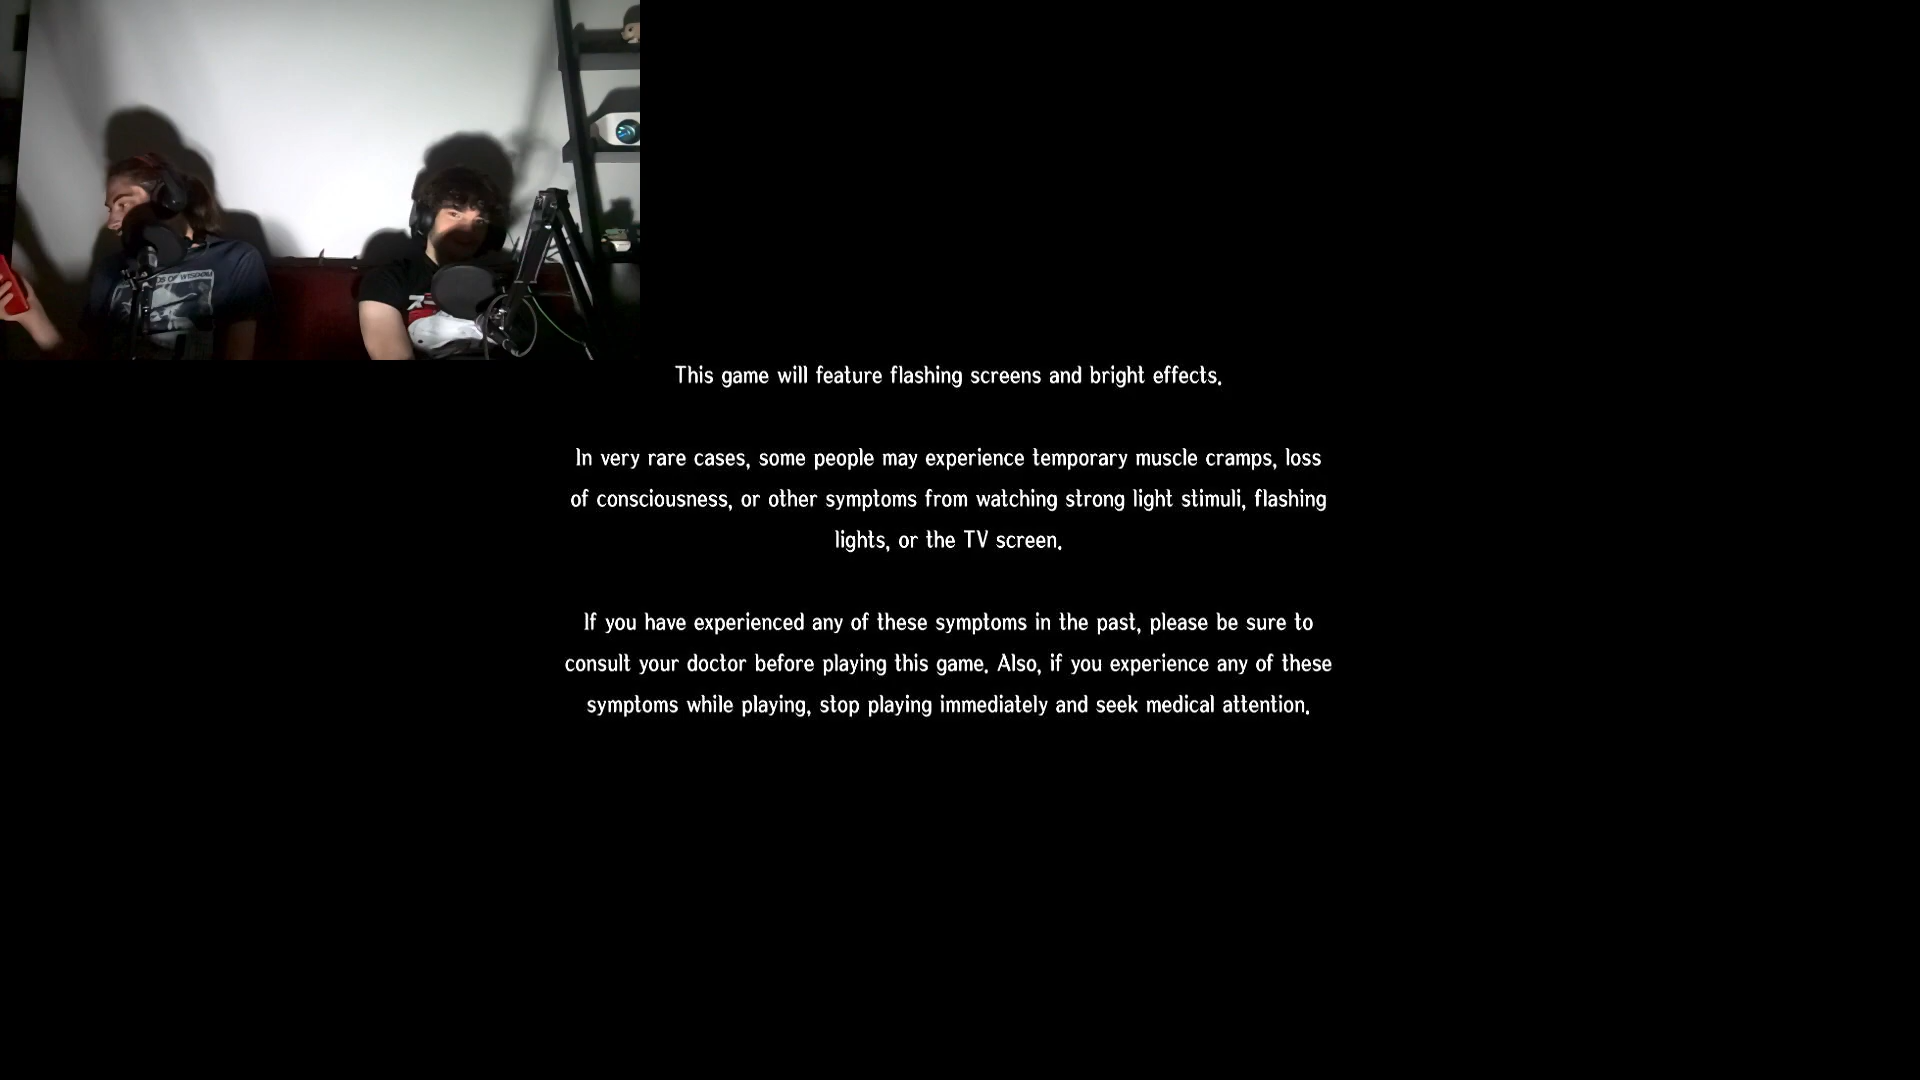 DS OF WISDOM
This game will feature flashing screens and bright effects.
In very rare cases, some people may experience temporary muscle cramps, loss
of consciousness, or other symptoms from watching strong light stimuli, flashing
lights, or the TV screen.
If you have experienced any of these symptoms in the past, please be sure to
consult your doctor before playing this game. Also, if you experience any of these
symptoms while playing, stop playing immediately and seek medical attention.